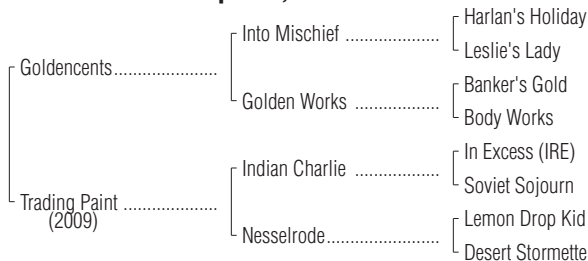 Harlan's Holiday
Into Mischief ....................
Leslie's Lady
Goldencents......................
Banker's Gold
Golden Works ..................
Body Works
In Excess (IRE)
Indian Charlie ..................
Soviet Sojourn
Trading Paint ....................
(2009)
Lemon Drop Kid
Nesselrode.......................
Desert Stormette